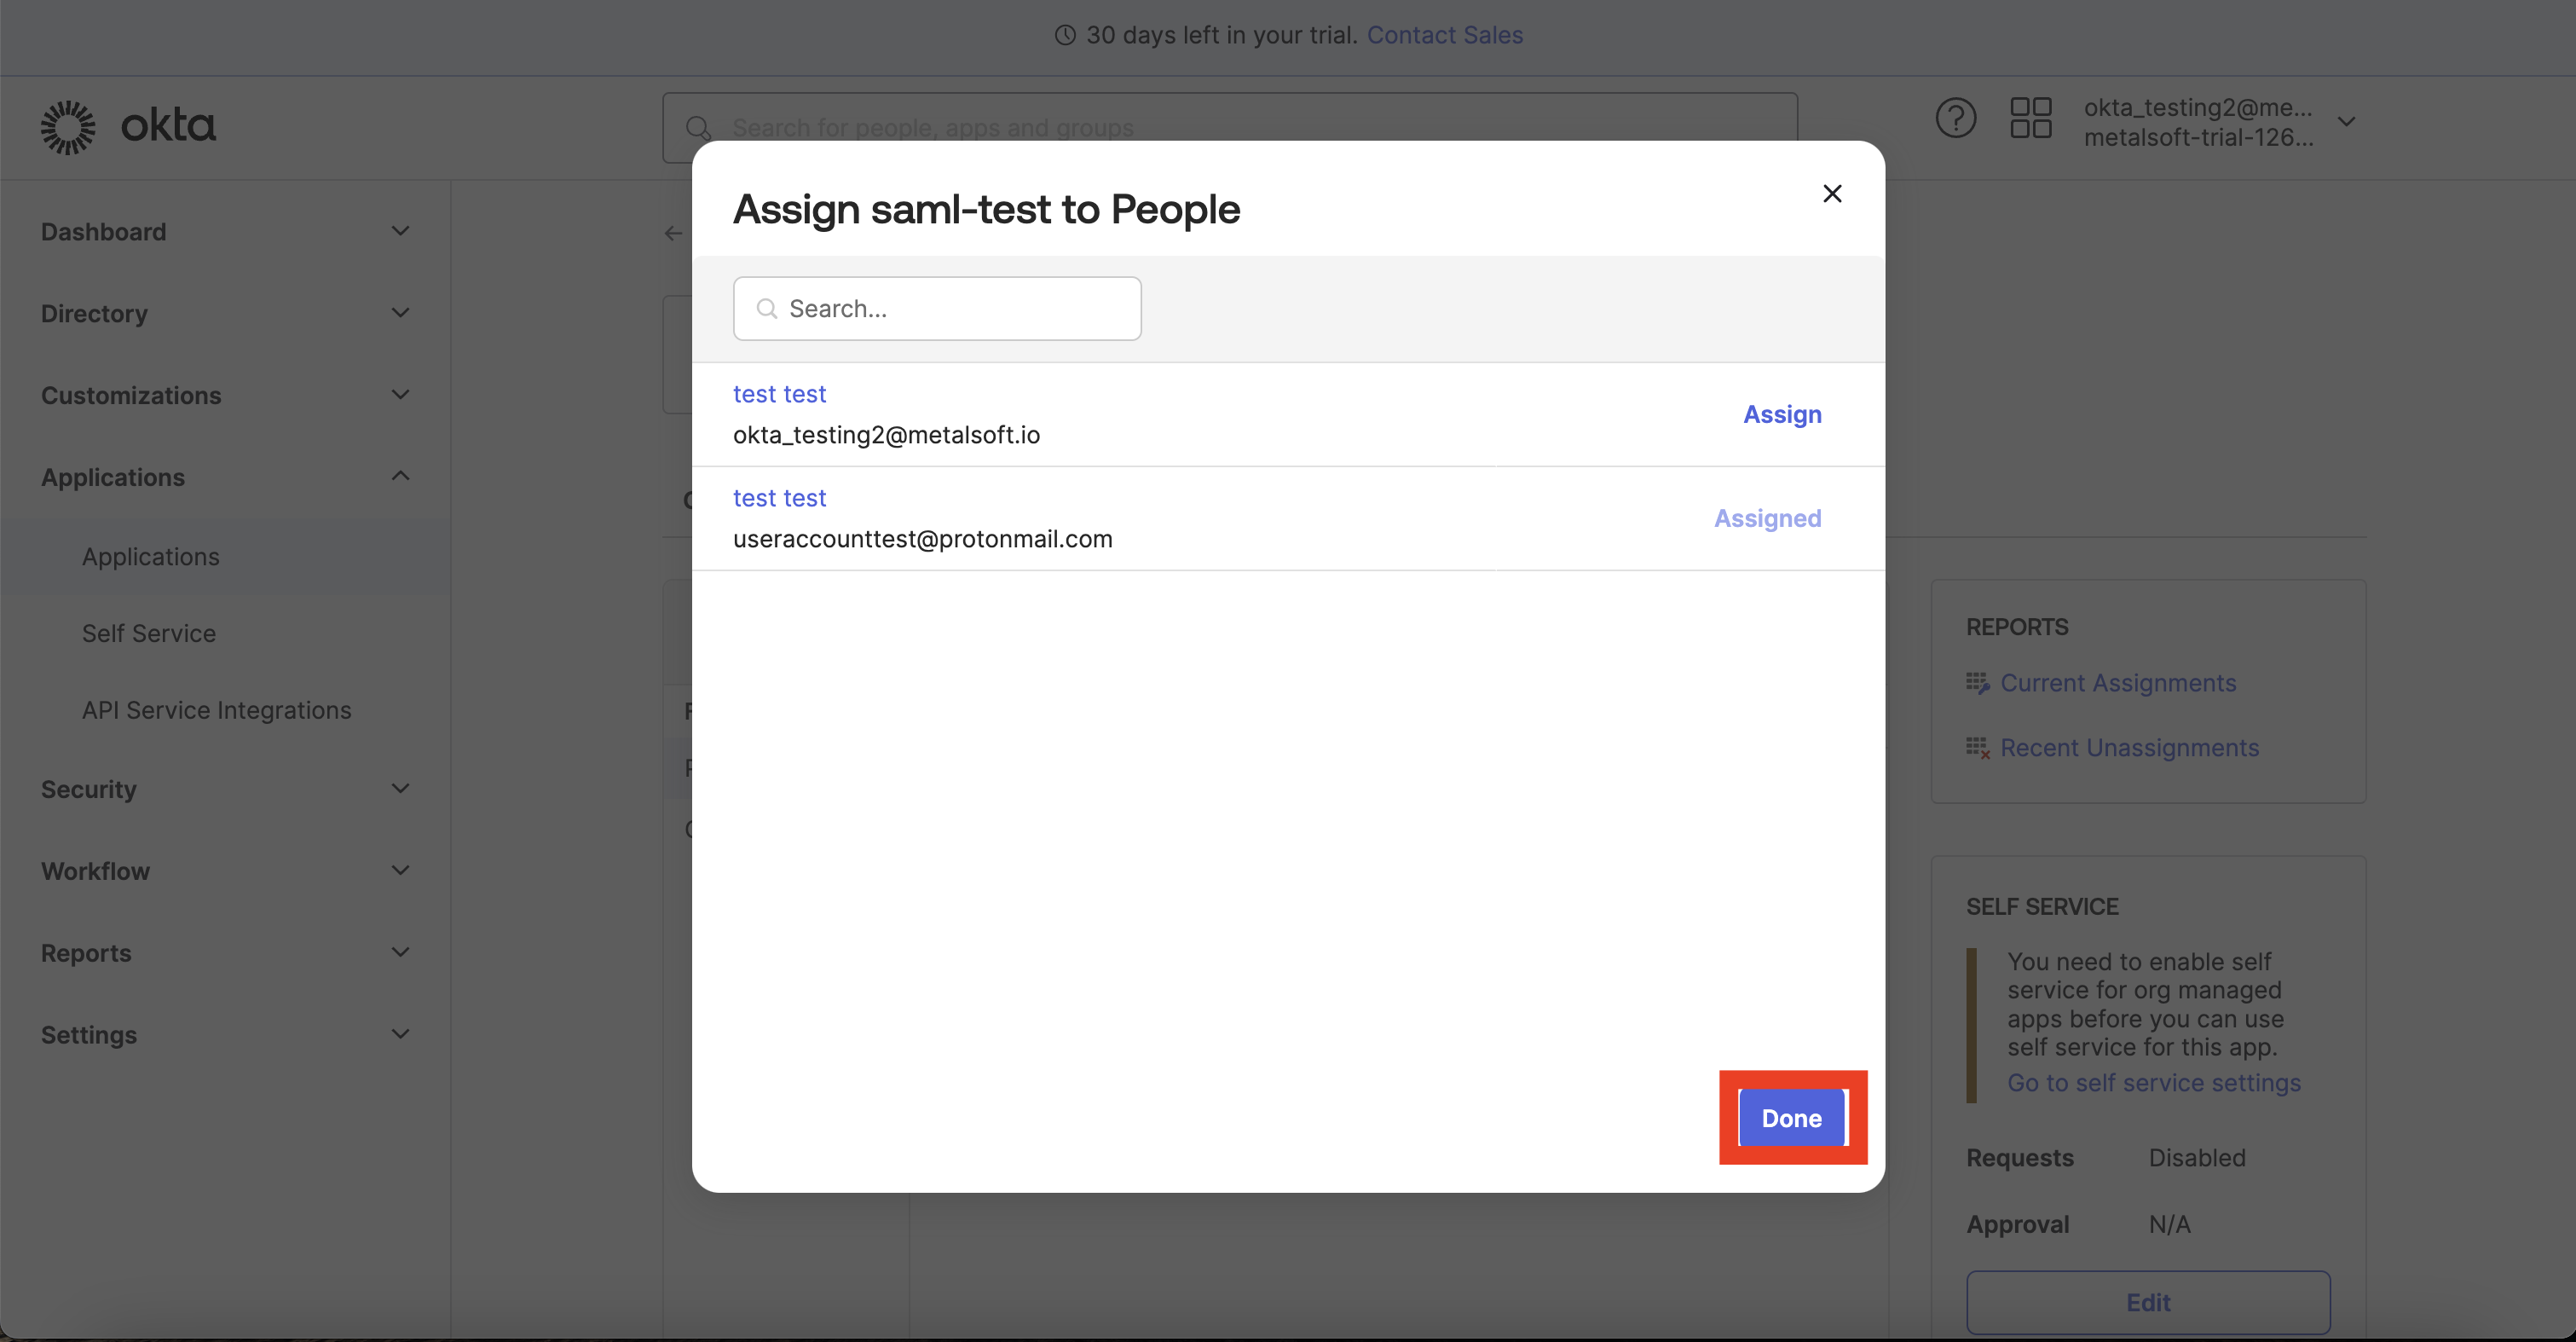 30 days left in your trial. Contact Sales
okta
Search for people, apps and groups
okta_testing2@me...
metalsoft-trial-126...
Dashboard
Directory
Customizations
Applications
Applications
Self Service
API Service Integrations
Security
Workflow
Reports
Settings
Assign saml-test to People
Search...
test test
okta_testing2@metalsoft.io
Assign
test test
useraccounttest@protonmail.com
Assigned
Done
REPORTS
Current Assignments
Recent Unassignments
SELF SERVICE
You need to enable self
service for org managed
apps before you can use
self service for this app.
Go to self service settings
Requests Disabled
Approval N/A
Edit